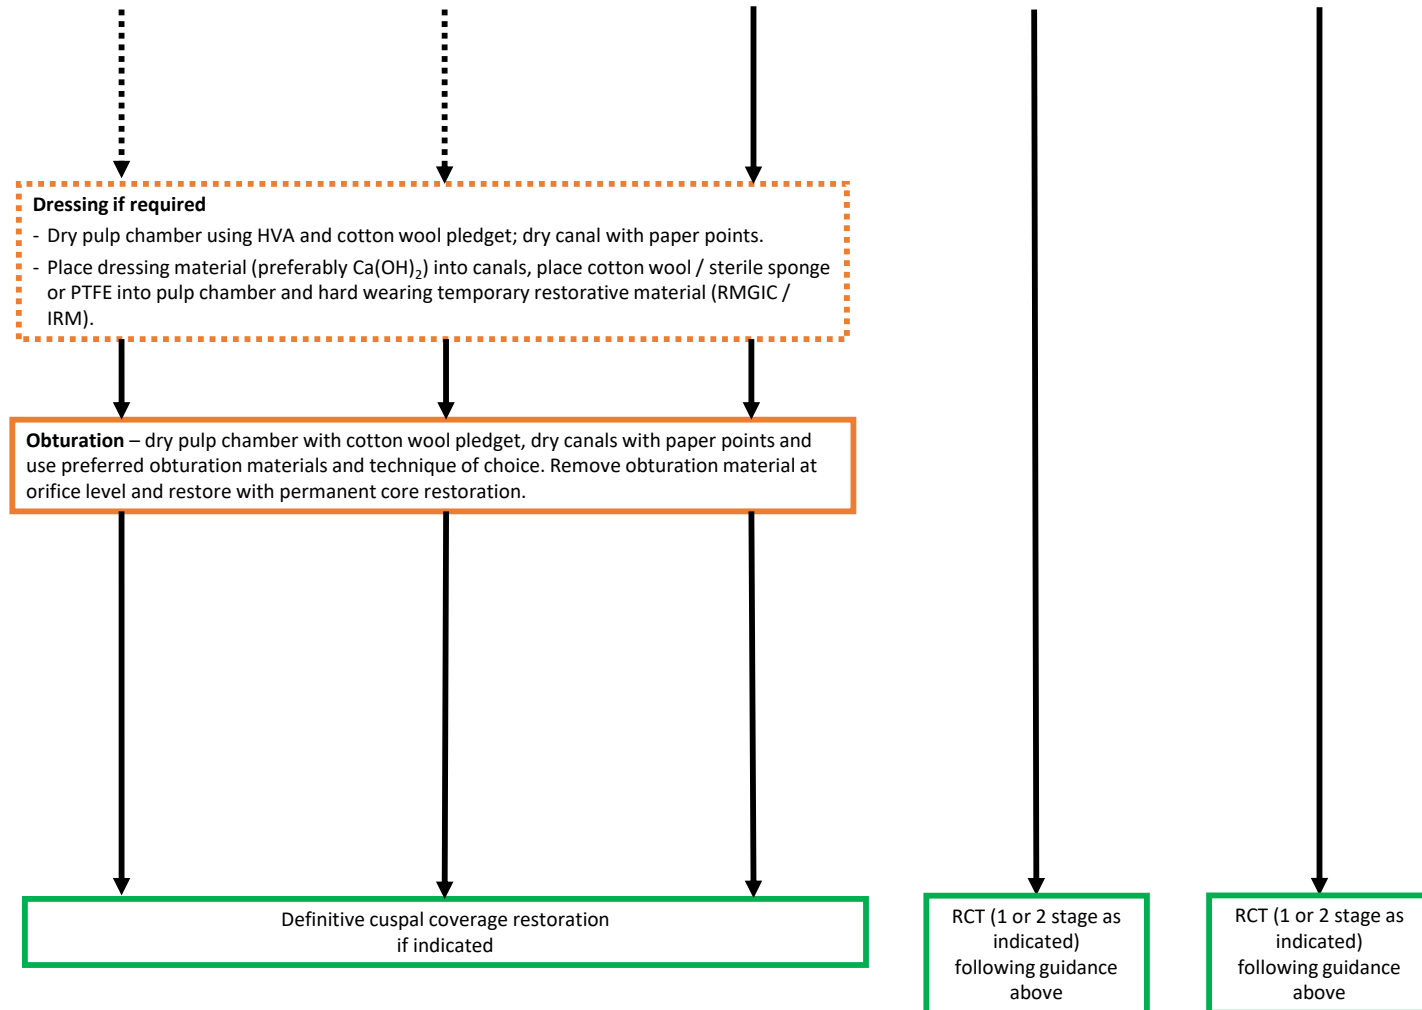 Dressing if required
- Dry pulp chamber using HVA and cotton wool pledget; dry canal with paper points.
- Place dressing material (preferably Ca(OH)₂) into canals, place cotton wool / sterile sponge
or PTFE into pulp chamber and hard wearing temporary restorative material (RMGIC /
IRM).
Obturation – dry pulp chamber with cotton wool pledget, dry canals with paper points and
use preferred obturation materials and technique of choice. Remove obturation material at
orifice level and restore with permanent core restoration.
Definitive cuspal coverage restoration
if indicated
RCT (1 or 2 stage as
indicated)
following guidance
above
RCT (1 or 2 stage as
indicated)
following guidance
above